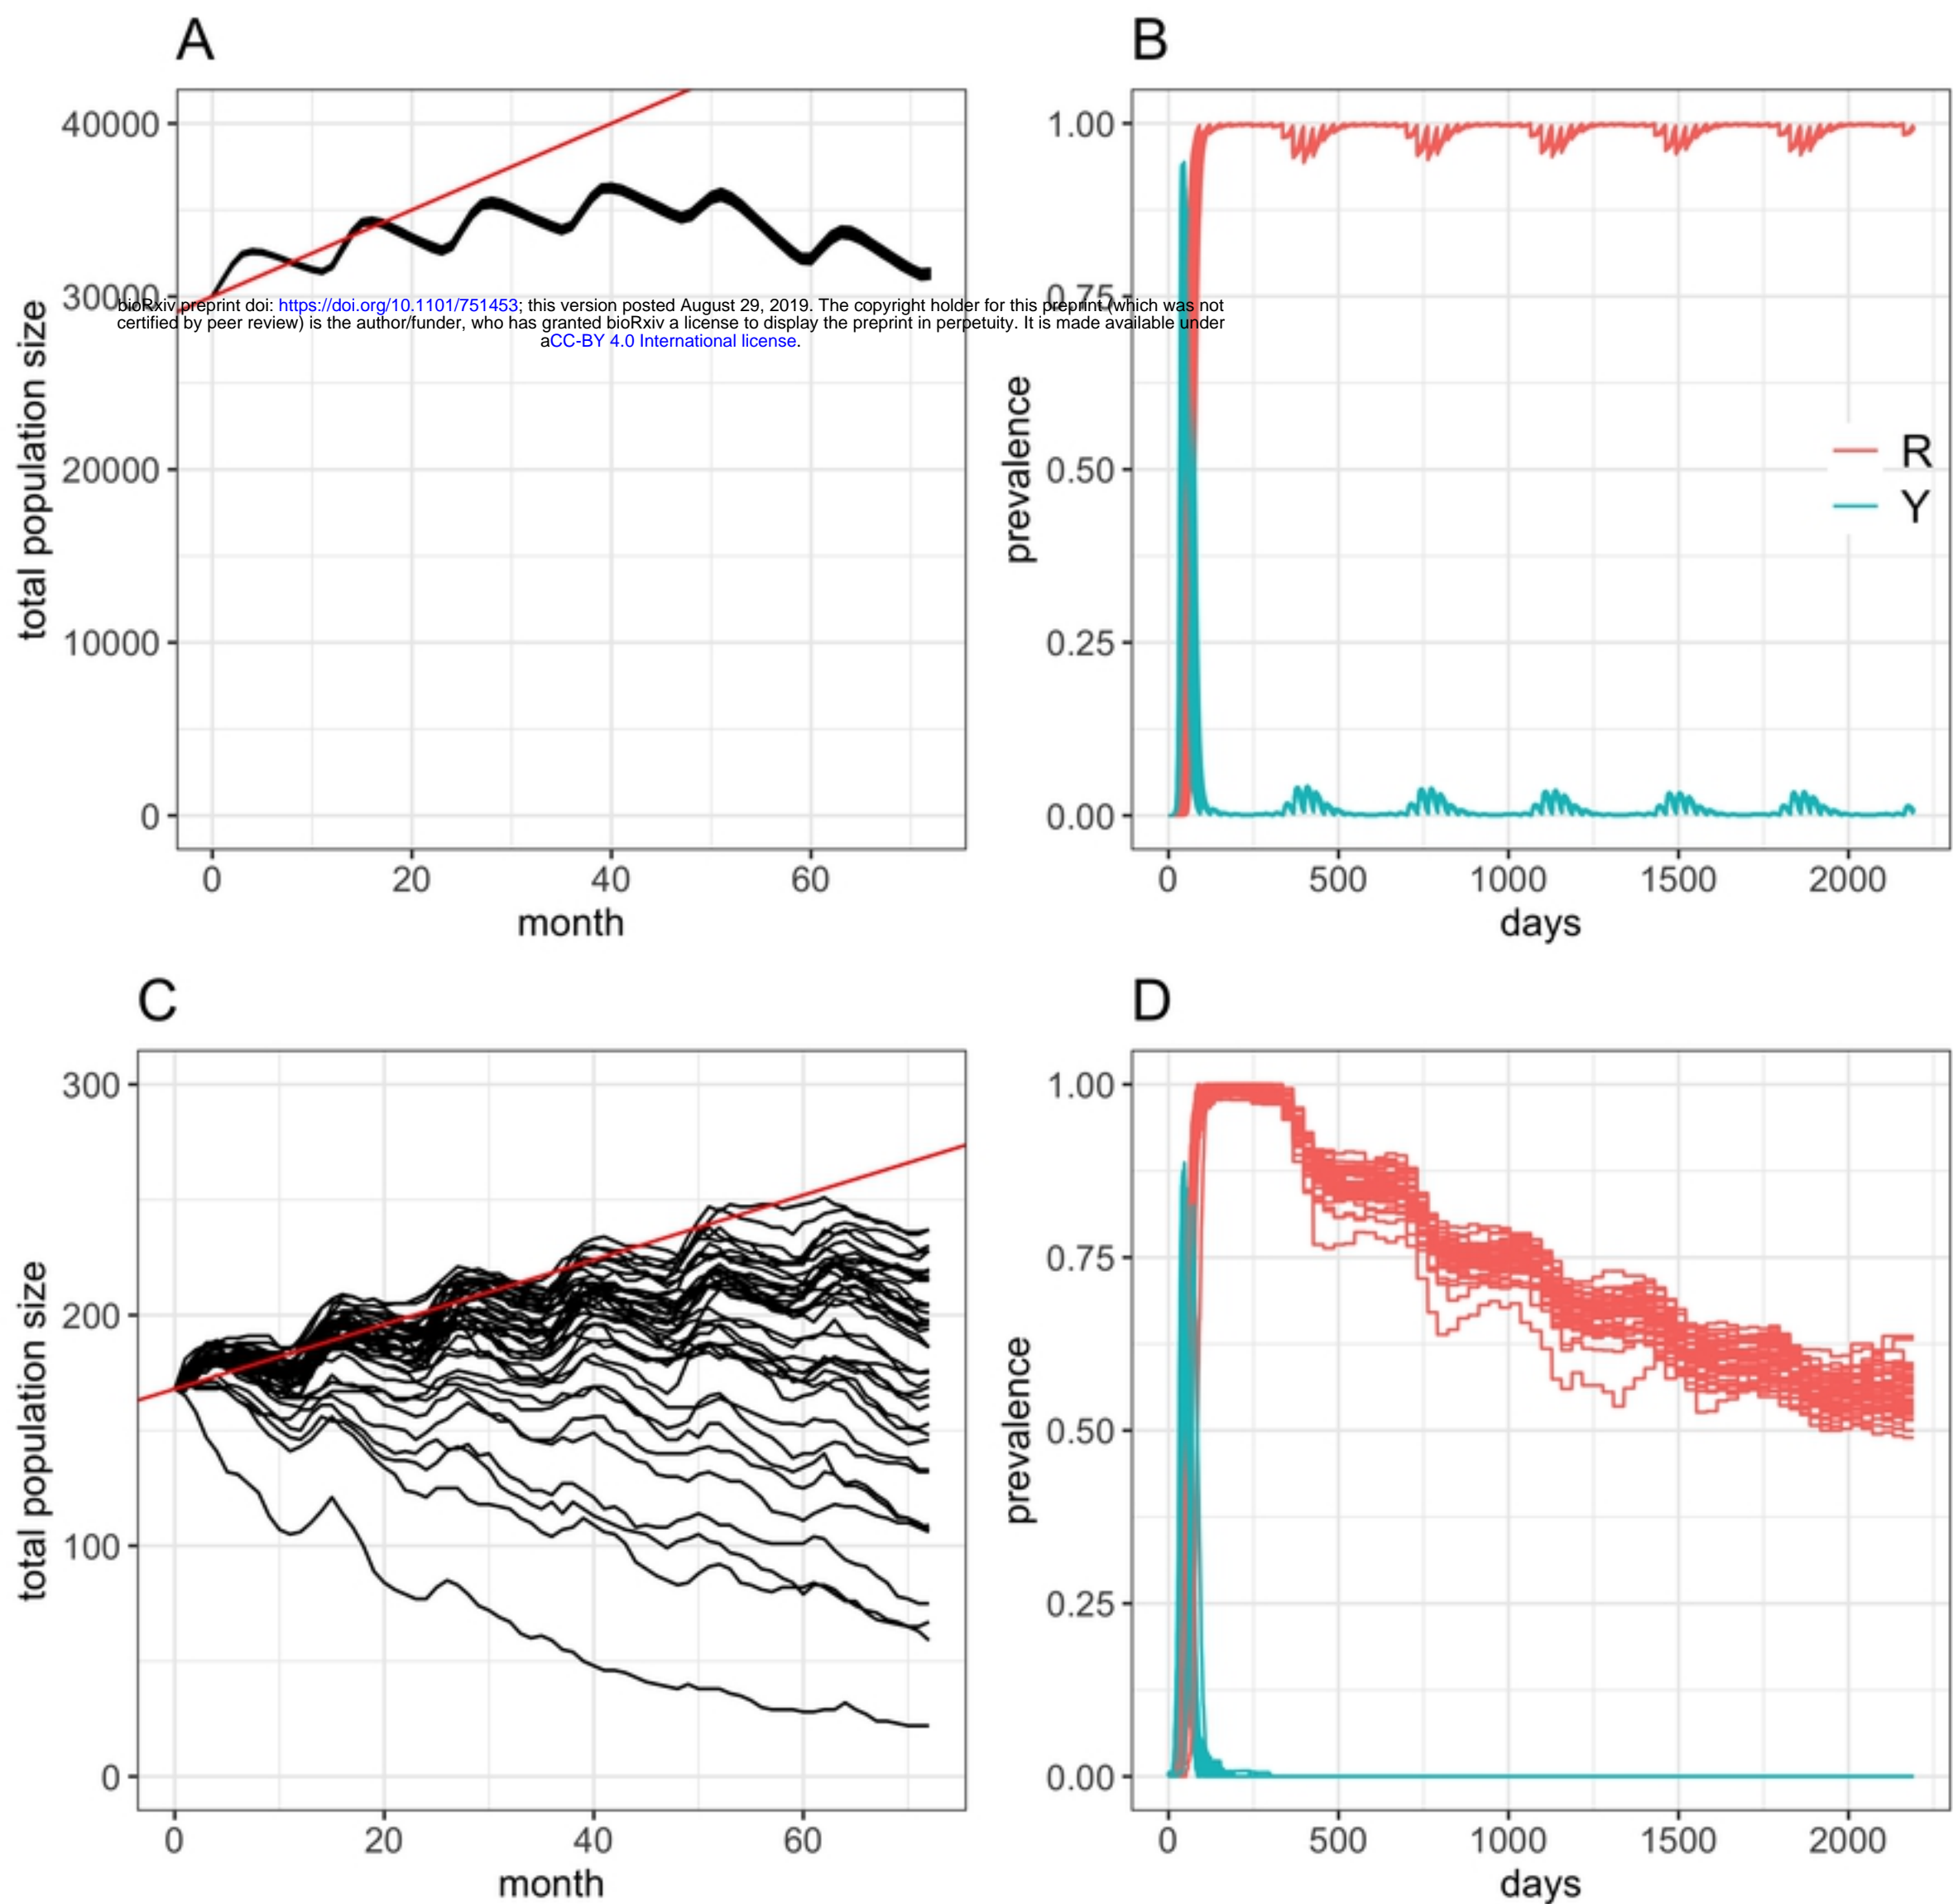 A
B
40000
30000
20000
10000
0
total population size
0
20
40
60
month
bioRxiv preprint doi: https://doi.org/10.1101/751453; this version posted August 29, 2019. The copyright holder for this preprint (which was not
certified by peer review) is the author/funder, who has granted bioRxiv a license to display the preprint in perpetuity. It is made available under
aCC-BY 4.0 International license.
1.00
0.75
0.50
0.25
0.00
prevalence
R
Y
0
500
1000
1500
2000
days
C
D
300
200
100
0
total population size
0
20
40
60
month
1.00
0.75
0.50
0.25
0.00
prevalence
0
500
1000
1500
2000
days